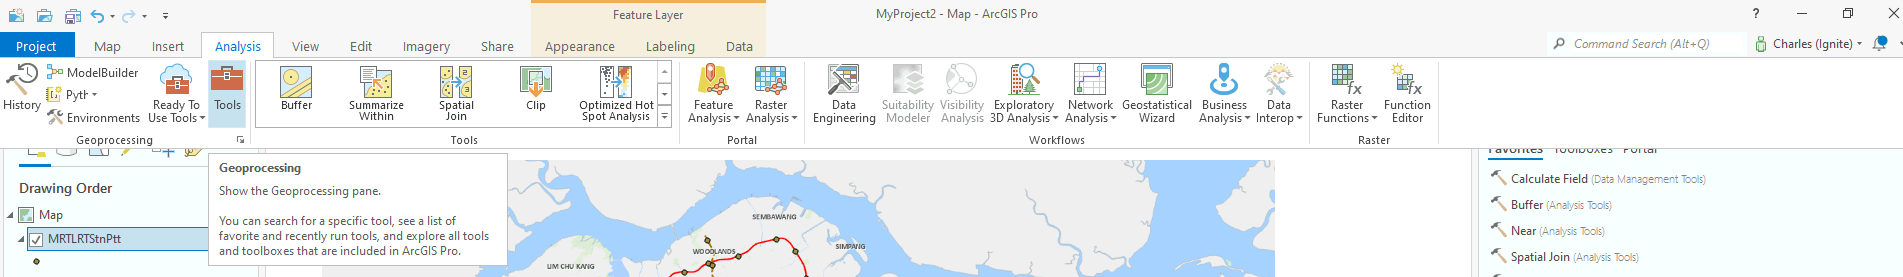 Feature Layer
MyProject2 - Map - ArcGIS Pro
?
Project Map Insert Analysis View Edit Imagery Share Appearance Labeling Data
Command Search (Alt+Q)
Charles (Ignite)
History
ModelBuilder
Pyth
Environments
Ready To
Use Tools
Tools
Geoprocessing
Buffer
Summarize
Within
Spatial
Join
Clip
Optimized Hot
Spot Analysis
Tools
Feature
Analysis
Raster
Analysis
Portal
Data
Engineering
Suitability
Modeler
Visibility
Analysis
Exploratory
3D Analysis
Network
Analysis
Geostatistical
Wizard
Business
Analysis
Data
Interop
Workflows
Raster
Functions
Function
Editor
Raster
Drawing Order
Map
MRTLRTStnPtt
Geoprocessing
Show the Geoprocessing pane.
You can search for a specific tool, see a list of
favorite and recently run tools, and explore all tools
and toolboxes that are included in ArcGIS Pro.
SEMBAWANG
SIMPANG
WOODLANDS
LIM CHU KANG
Favorites Toolboxes Portal
Calculate Field (Data Management Tools)
Buffer (Analysis Tools)
Near (Analysis Tools)
Spatial Join (Analysis Tools)